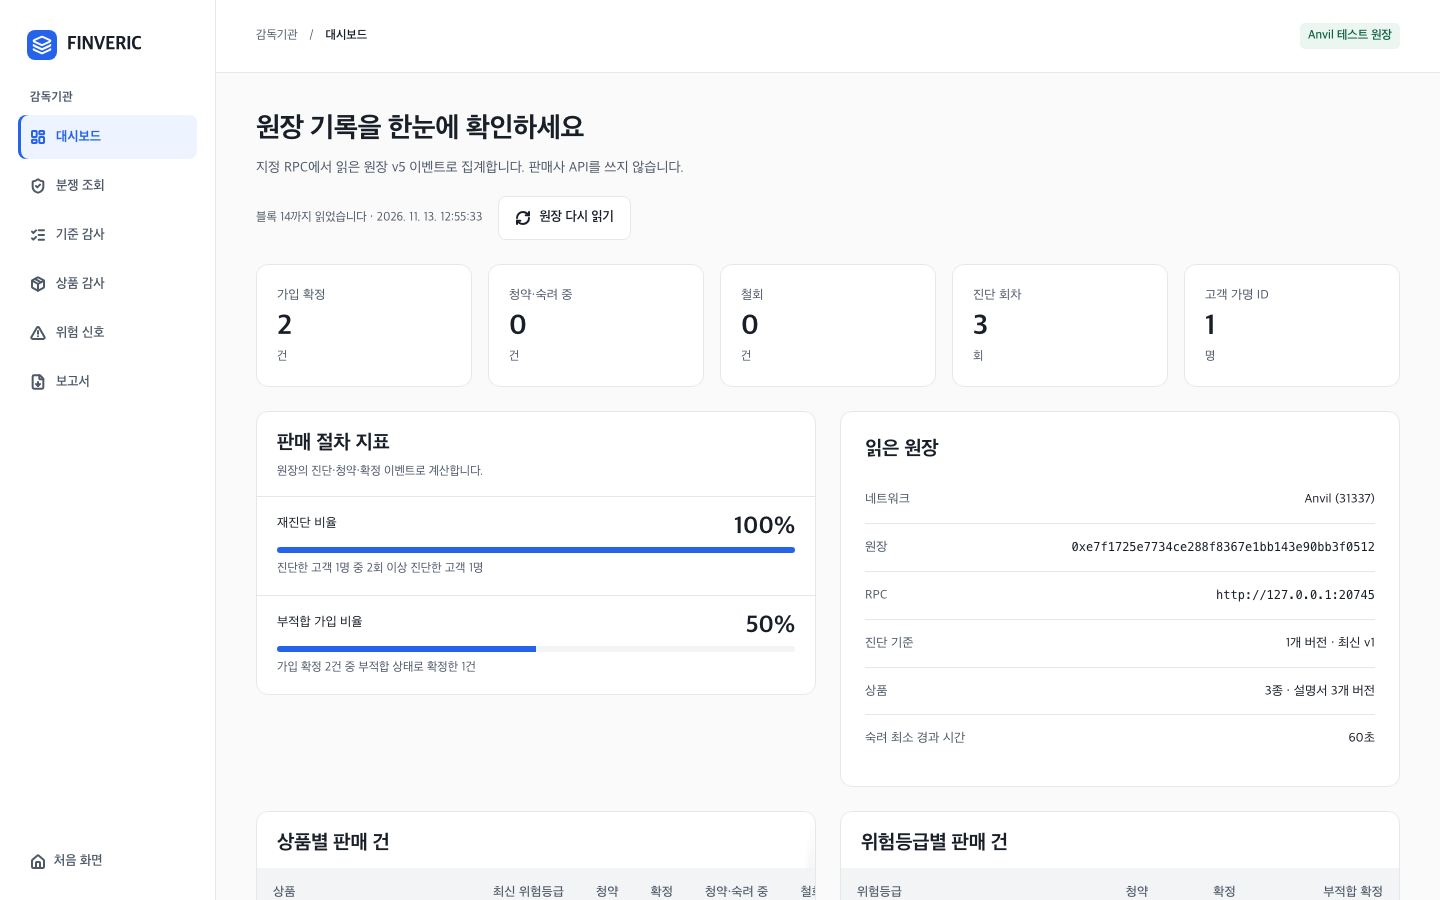 FINVERIC
감독기관
대시보드
분쟁 조회
기준 감사
상품 감사
위험 신호
보고서
처음 화면
감독기관 / 대시보드
Anvil 테스트 원장
원장 기록을 한눈에 확인하세요
지정 RPC에서 읽은 원장 v5 이벤트로 집계합니다. 판매사 API를 쓰지 않습니다.
블록 14까지 읽었습니다 · 2026. 11. 13. 12:55:33
원장 다시 읽기
가입 확정
2
건
청약·숙려 중
0
건
철회
0
건
진단 회차
3
회
고객 가명 ID
1
명
판매 절차 지표
원장의 진단·청약·확정 이벤트로 계산합니다.
재진단 비율 100%
진단한 고객 1명 중 2회 이상 진단한 고객 1명
부적합 가입 비율 50%
가입 확정 2건 중 부적합 상태로 확정한 1건
읽은 원장
네트워크 Anvil (31337)
원장 0xe7f1725e7734ce288f8367e1bb143e90bb3f0512
RPC http://127.0.0.1:20745
진단 기준 1개 버전 · 최신 v1
상품 3종 · 설명서 3개 버전
숙려 최소 경과 시간 60초
상품별 판매 건
상품 최신 위험등급 청약 확정 청약·숙려 중
위험등급별 판매 건
위험등급 청약 확정 부적합 확정